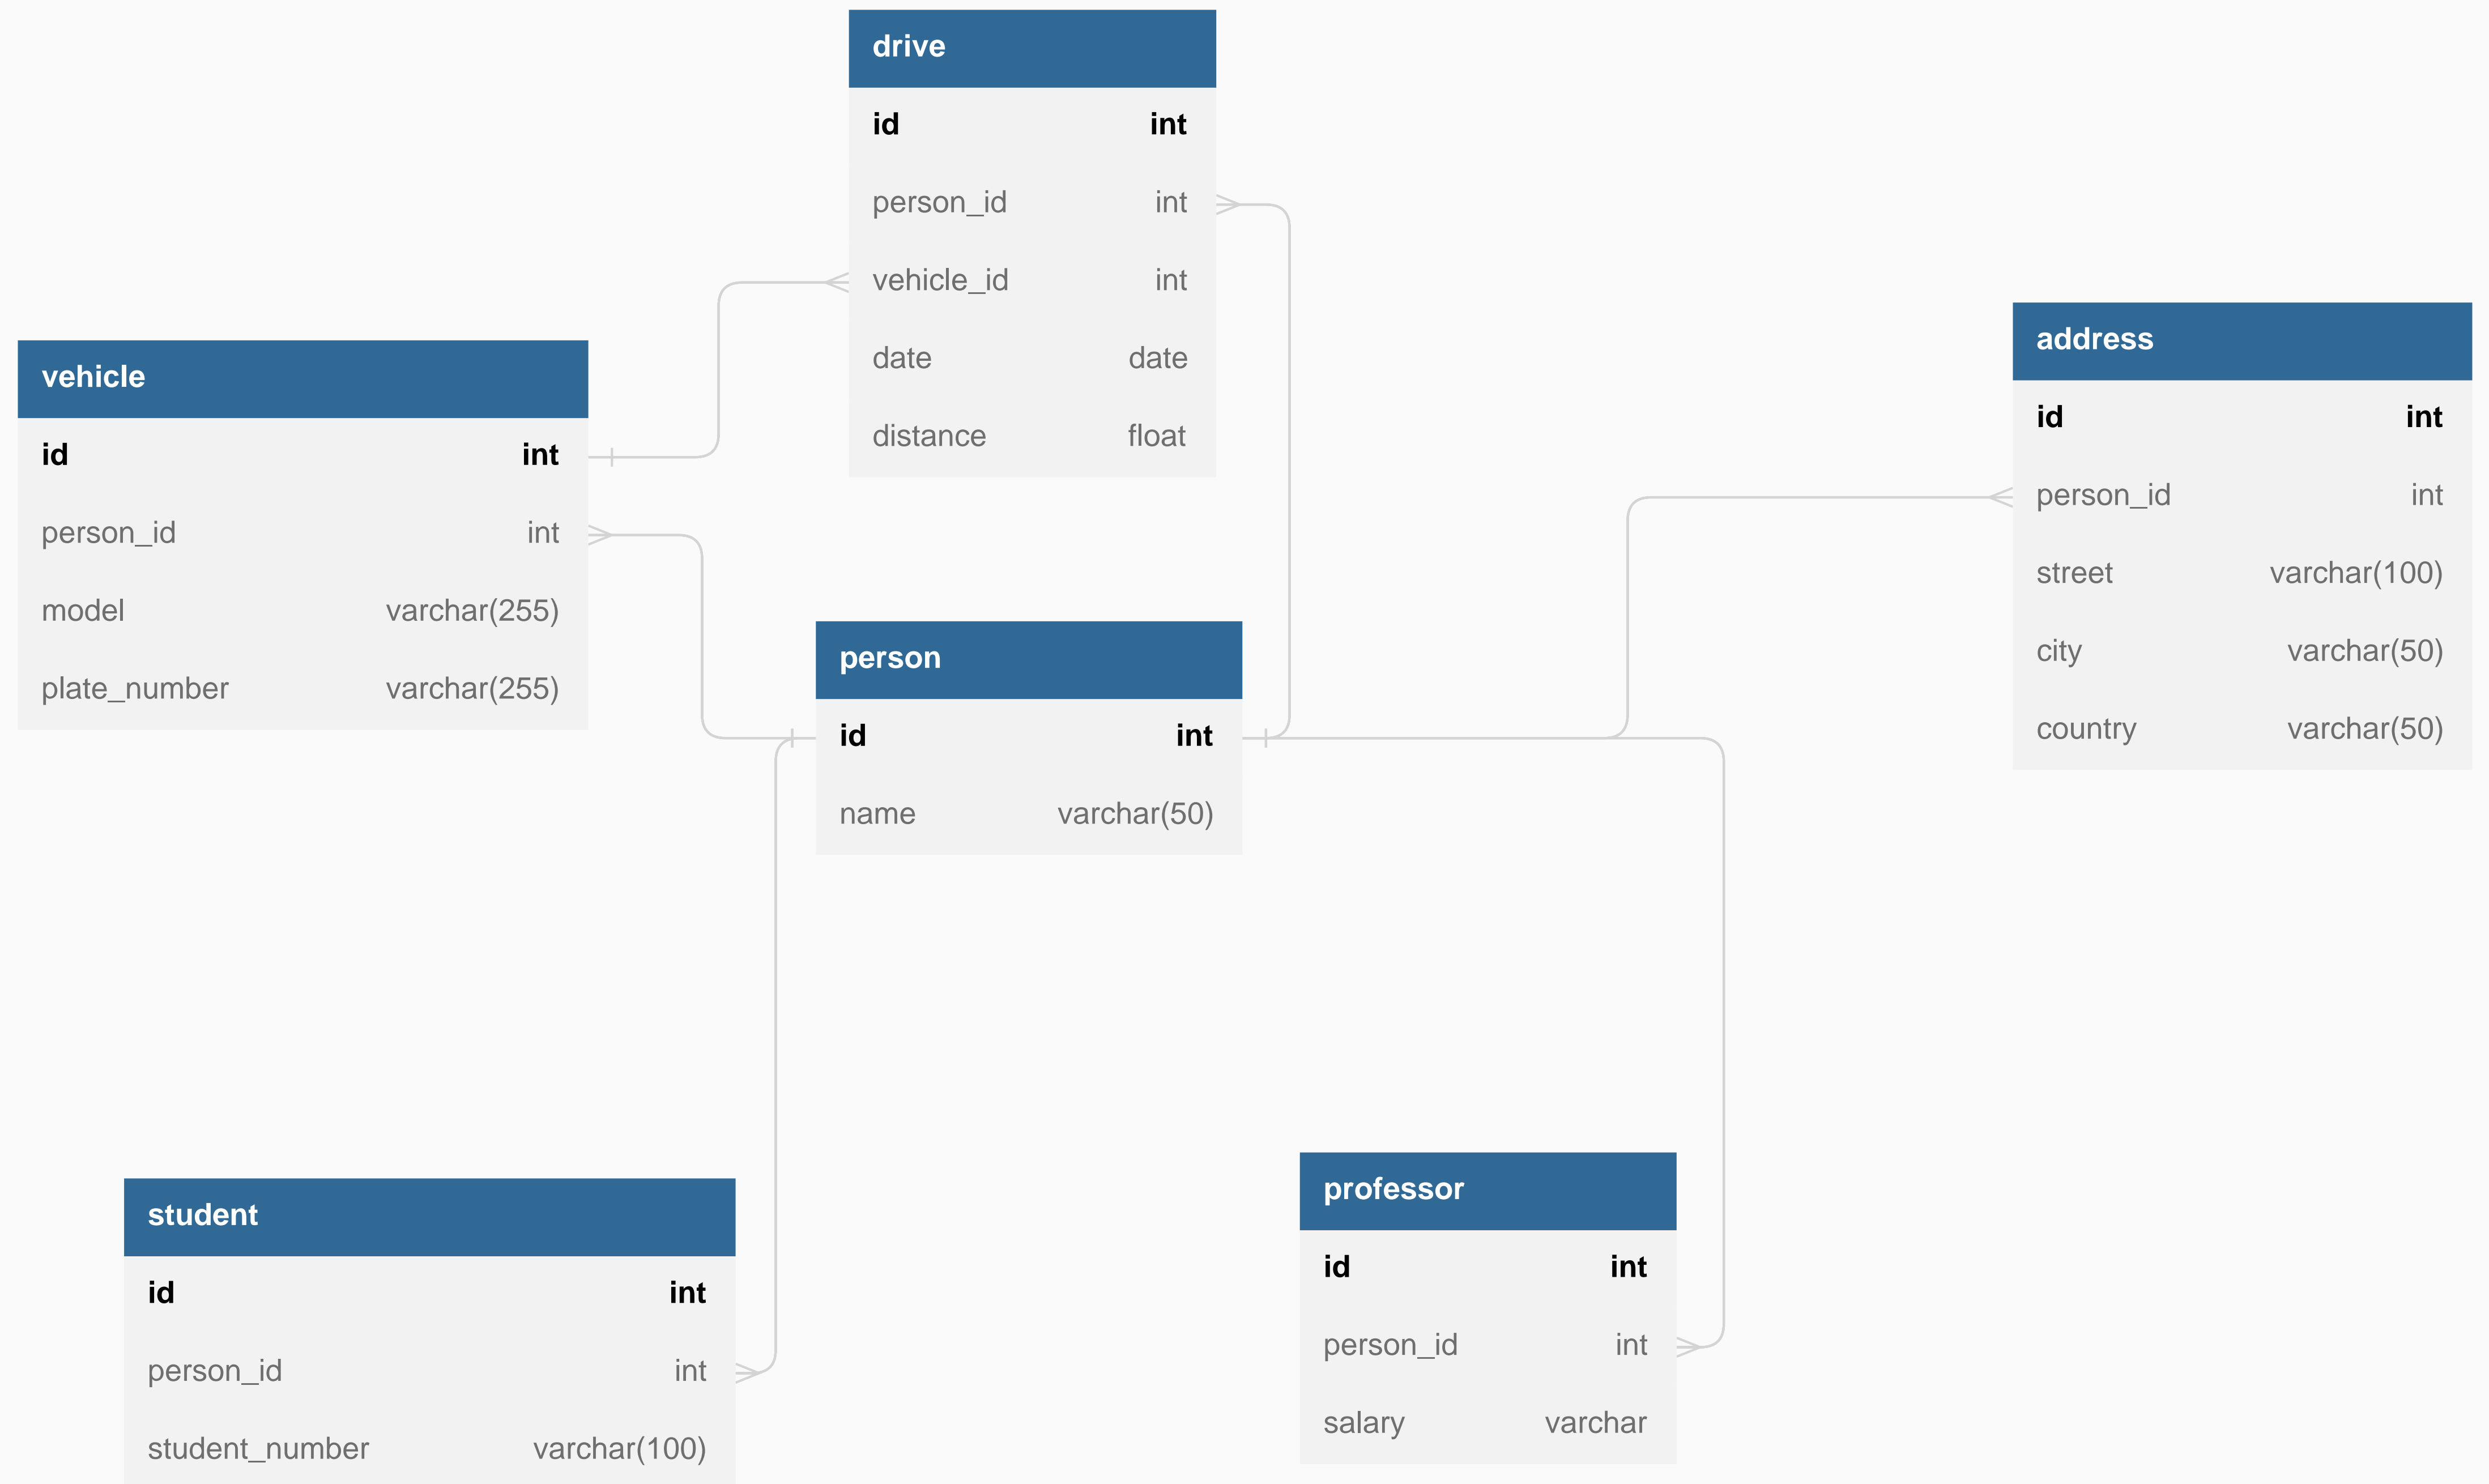 drive
id int
person_id int
vehicle_id int
date date
distance float
vehicle
id int
person_id int
model varchar(255)
plate_number varchar(255)
person
id int
name varchar(50)
address
id int
person_id int
street varchar(100)
city varchar(50)
country varchar(50)
student
id int
person_id int
student_number varchar(100)
professor
id int
person_id int
salary varchar